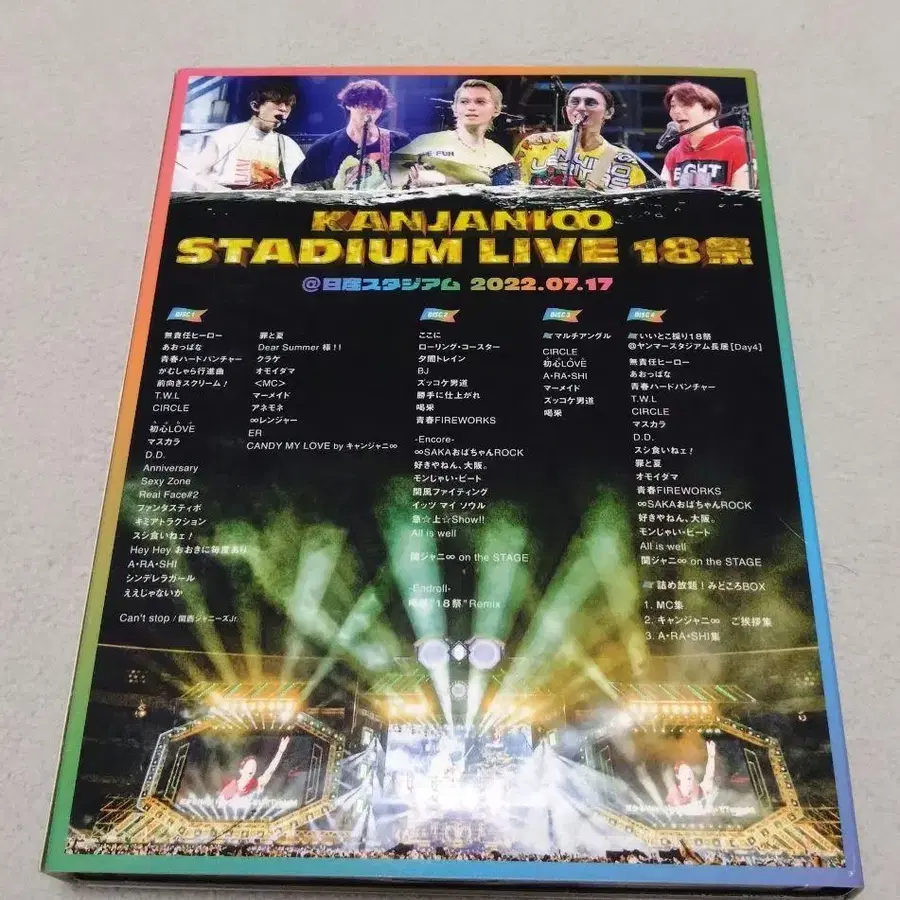 KANJANI∞
STADIUM LIVE 18祭
@日産スタジアム 2022.07.17
DISC 1
無責任ヒーロー
あおっぱな
青春ハードパンチャー
がむしゃら行進曲
前向きスクリーム!
T.W.L
CIRCLE
初心LOVE
マスカラ
D.D.
Anniversary
Sexy Zone
Real Face#2
ファンタスティポ
キミアトラクション
スシ食いねェ!
Hey Hey おおきに毎度あり
A・RA・SHI
シンデレラガール
ええじゃないか
Can't stop / 関西ジャニーズJr.
罪と夏
Dear Summer 様!!
クラゲ
オモイダマ
<MC>
マーメイド
アネモネ
∞レンジャー
ER
CANDY MY LOVE by キャンジャニ∞
DISC 2
ここに
ローリング・コースター
夕闇トレイン
BJ
ズッコケ男道
勝手に仕上がれ
喝采
青春FIREWORKS
-Encore-
∞SAKAおばちゃんROCK
好きやねん、大阪。
モンじゃい・ビート
関風ファイティング
イッツ マイ ソウル
急☆上☆Show!!
All is well
関ジャニ∞ on the STAGE
-Endroll-
"18祭"Remix
DISC 3
マルチアングル
CIRCLE
初心LOVE
A・RA・SHI
マーメイド
ズッコケ男道
喝采
DISC 4
いいとこ採り18祭
@ヤンマースタジアム長居[Day4]
無責任ヒーロー
あおっぱな
青春ハードパンチャー
T.W.L
CIRCLE
マスカラ
D.D.
スシ食いねェ!
罪と夏
オモイダマ
青春FIREWORKS
∞SAKAおばちゃんROCK
好きやねん、大阪。
モンじゃい・ビート
All is well
関ジャニ∞ on the STAGE
詰め放題!みどころBOX
1. MC集
2. キャンジャニ∞ ご挨拶集
3. A・RA・SHI集
EIGHT